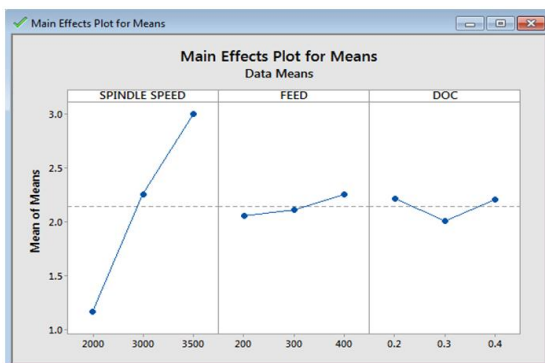 Main Effects Plot for Means
Main Effects Plot for Means
Data Means
SPINDLE SPEED FEED DOC
Mean of Means
3.0
2.5
2.0
1.5
1.0
2000 3000 3500 200 300 400 0.2 0.3 0.4